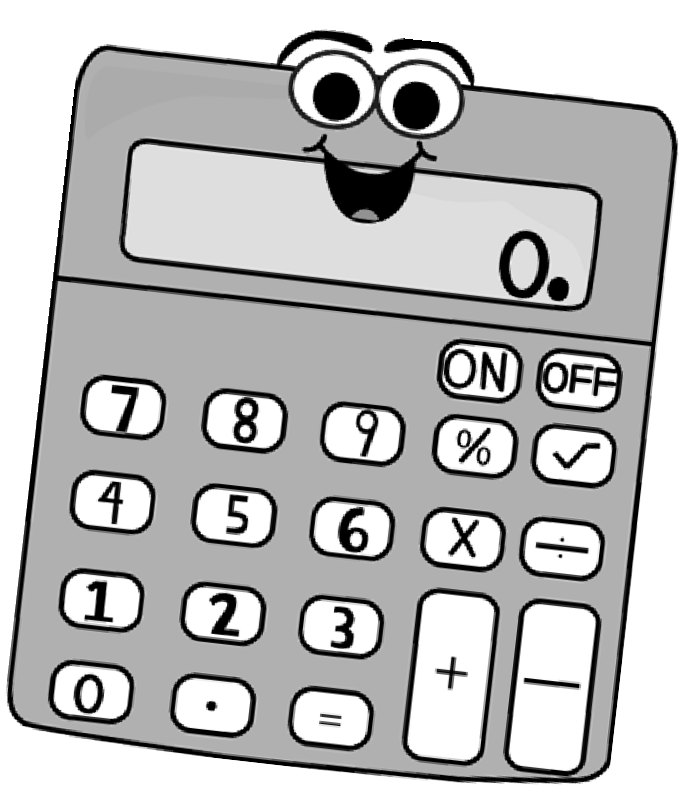 0.
ON OFF
7 8 9 % √
4 5 6 X ÷
1 2 3 + —
0 . =